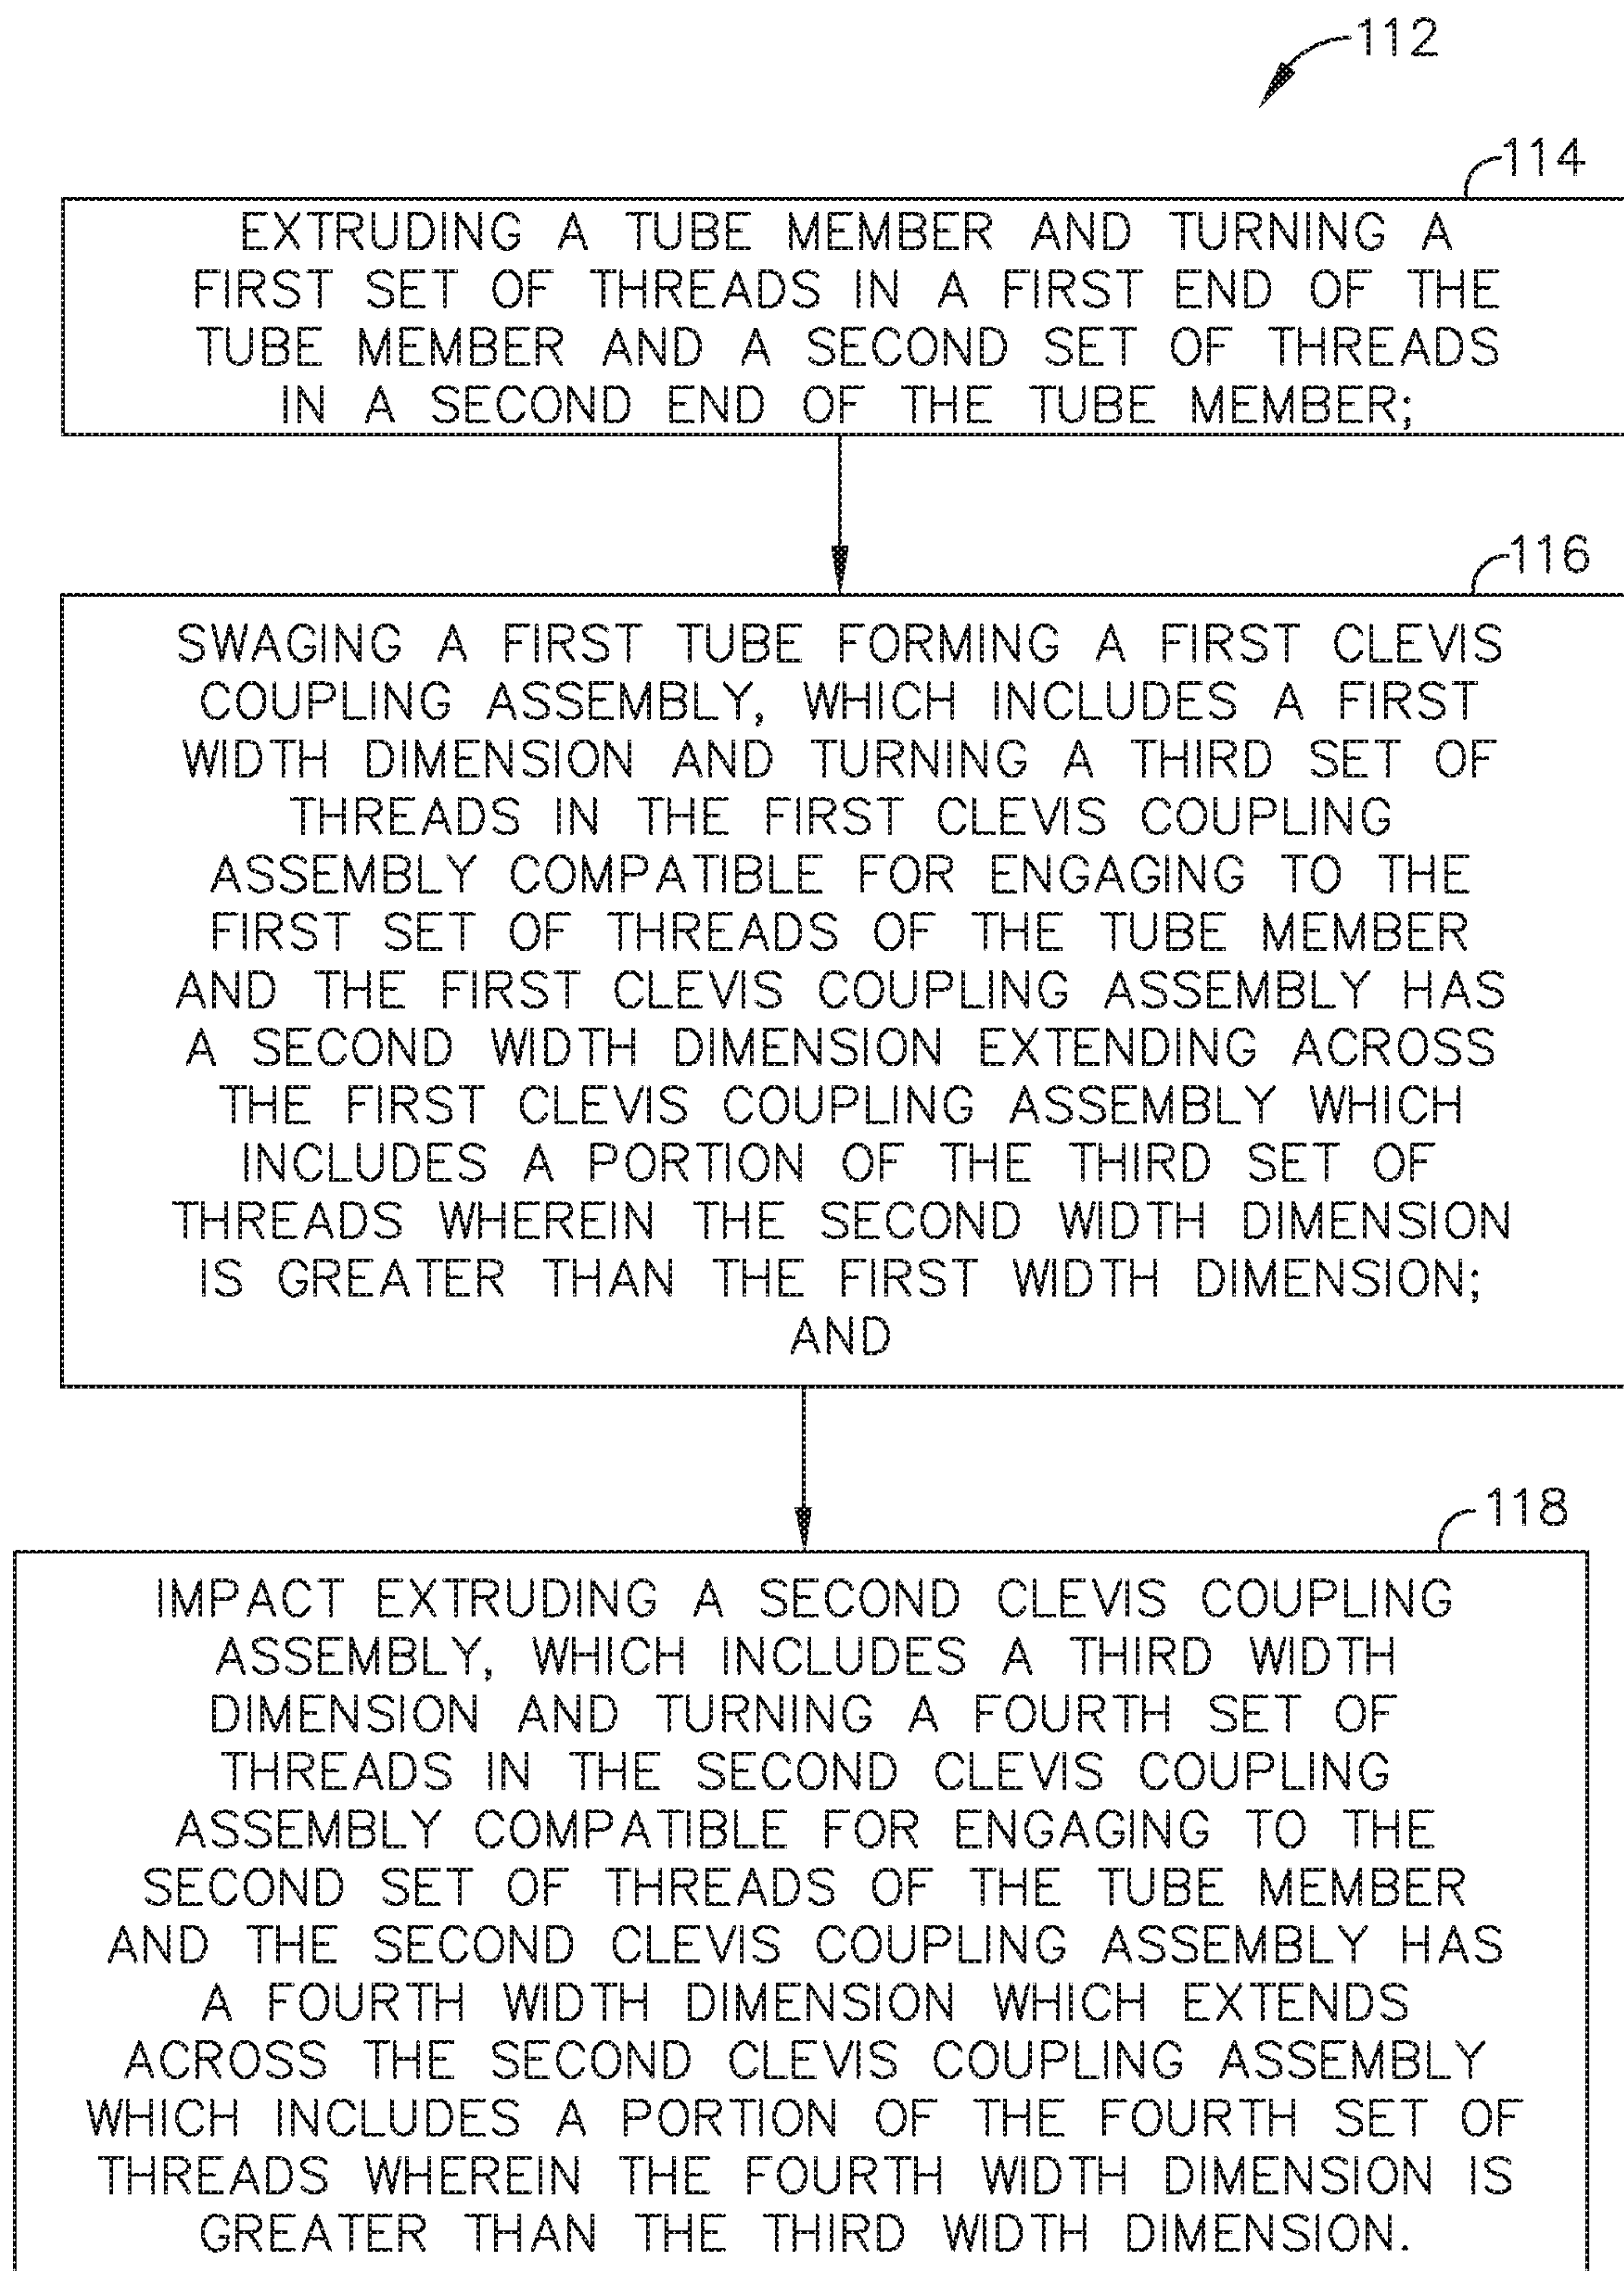 112
114
EXTRUDING A TUBE MEMBER AND TURNING A
FIRST SET OF THREADS IN A FIRST END OF THE
TUBE MEMBER AND A SECOND SET OF THREADS
IN A SECOND END OF THE TUBE MEMBER;
116
SWAGING A FIRST TUBE FORMING A FIRST CLEVIS
COUPLING ASSEMBLY, WHICH INCLUDES A FIRST
WIDTH DIMENSION AND TURNING A THIRD SET OF
THREADS IN THE FIRST CLEVIS COUPLING
ASSEMBLY COMPATIBLE FOR ENGAGING TO THE
FIRST SET OF THREADS OF THE TUBE MEMBER
AND THE FIRST CLEVIS COUPLING ASSEMBLY HAS
A SECOND WIDTH DIMENSION EXTENDING ACROSS
THE FIRST CLEVIS COUPLING ASSEMBLY WHICH
INCLUDES A PORTION OF THE THIRD SET OF
THREADS WHEREIN THE SECOND WIDTH DIMENSION
IS GREATER THAN THE FIRST WIDTH DIMENSION;
AND
118
IMPACT EXTRUDING A SECOND CLEVIS COUPLING
ASSEMBLY, WHICH INCLUDES A THIRD WIDTH
DIMENSION AND TURNING A FOURTH SET OF
THREADS IN THE SECOND CLEVIS COUPLING
ASSEMBLY COMPATIBLE FOR ENGAGING TO THE
SECOND SET OF THREADS OF THE TUBE MEMBER
AND THE SECOND CLEVIS COUPLING ASSEMBLY HAS
A FOURTH WIDTH DIMENSION WHICH EXTENDS
ACROSS THE SECOND CLEVIS COUPLING ASSEMBLY
WHICH INCLUDES A PORTION OF THE FOURTH SET OF
THREADS WHEREIN THE FOURTH WIDTH DIMENSION IS
GREATER THAN THE THIRD WIDTH DIMENSION.